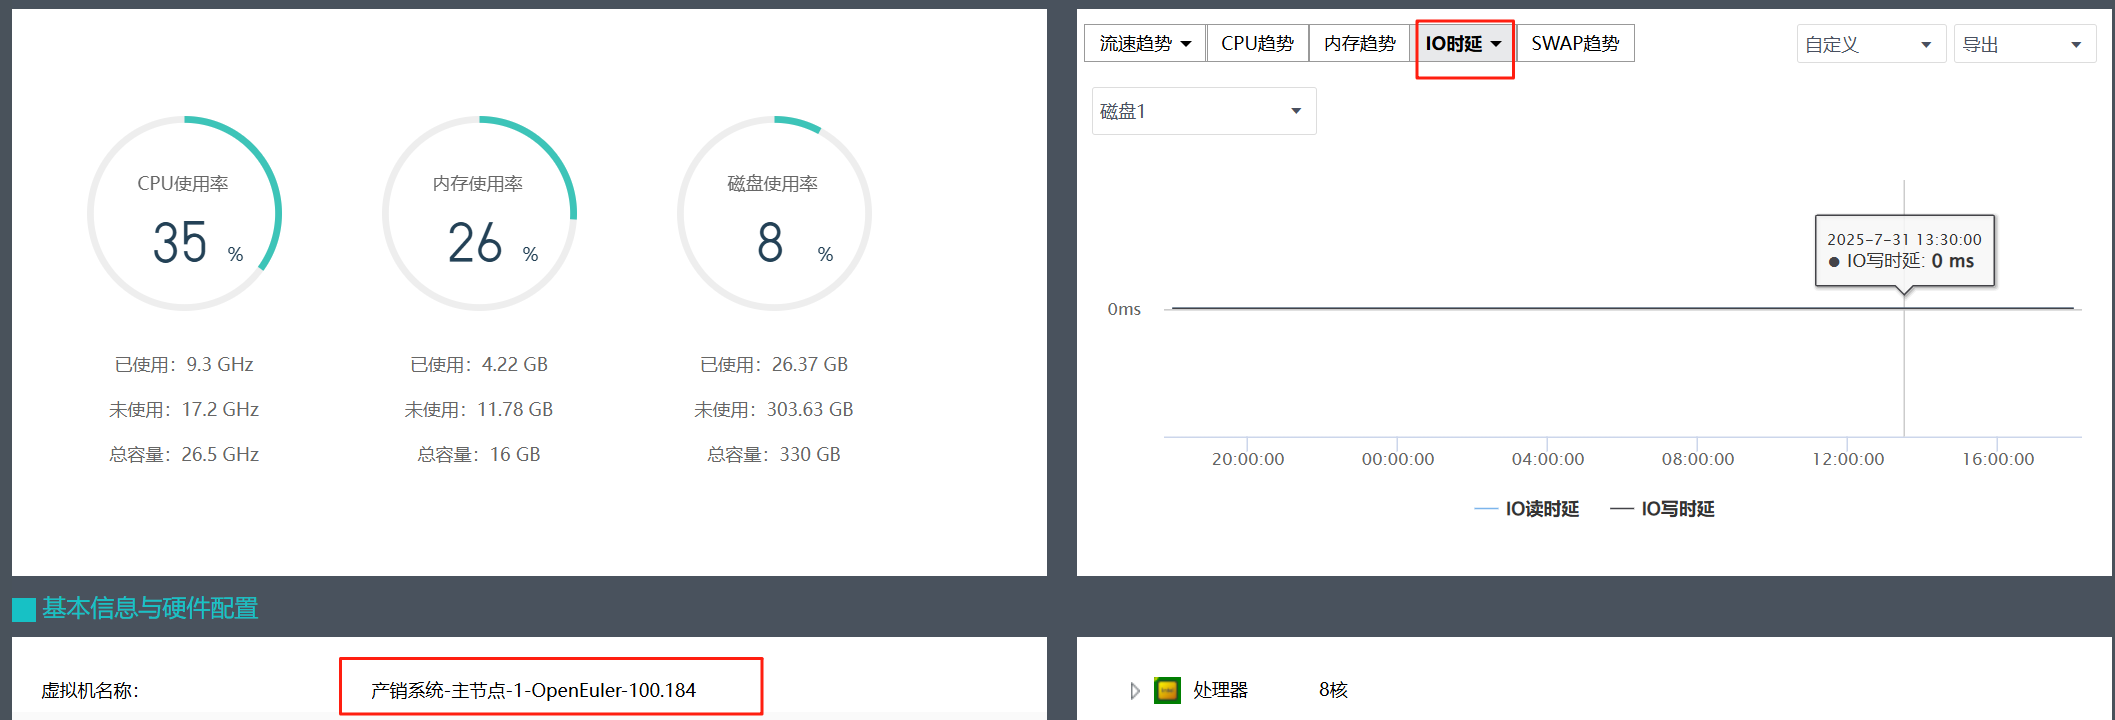 流速趋势 CPU趋势 内存趋势 IO时延 SWAP趋势 自定义 导出
磁盘1
CPU使用率
35 %
已使用：9.3 GHz
未使用：17.2 GHz
总容量：26.5 GHz
内存使用率
26 %
已使用：4.22 GB
未使用：11.78 GB
总容量：16 GB
磁盘使用率
8 %
已使用：26.37 GB
未使用：303.63 GB
总容量：330 GB
2025-7-31 13:30:00
IO写时延: 0 ms
0ms
20:00:00 00:00:00 04:00:00 08:00:00 12:00:00 16:00:00
IO读时延 IO写时延
基本信息与硬件配置
虚拟机名称： 产销系统-主节点-1-OpenEuler-100.184
处理器 8核